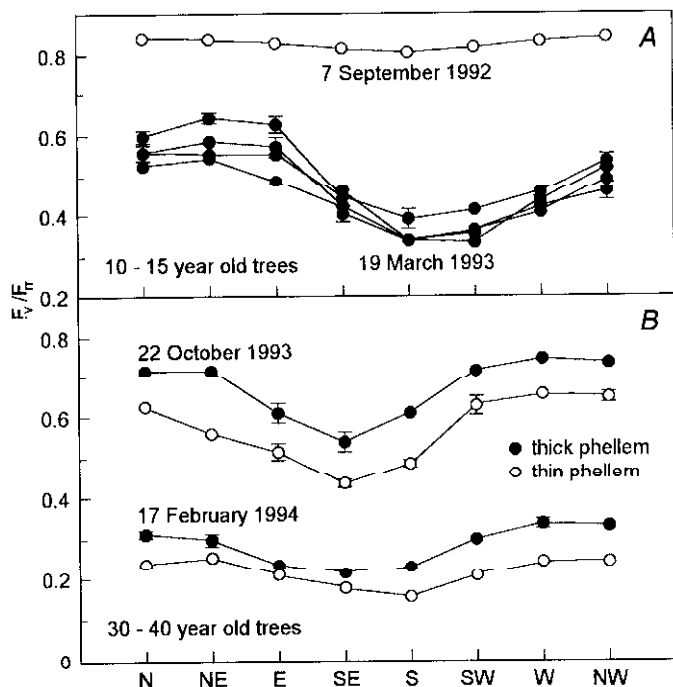 A
0.8
7 September 1992
0.6
0.4
10 - 15 year old trees
19 March 1993
Fv/Fm
0.2
B
22 October 1993
0.8
0.6
thick phellem
thin phellem
0.4
17 February 1994
0.2
30 - 40 year old trees
0
N NE E SE S SW W NW